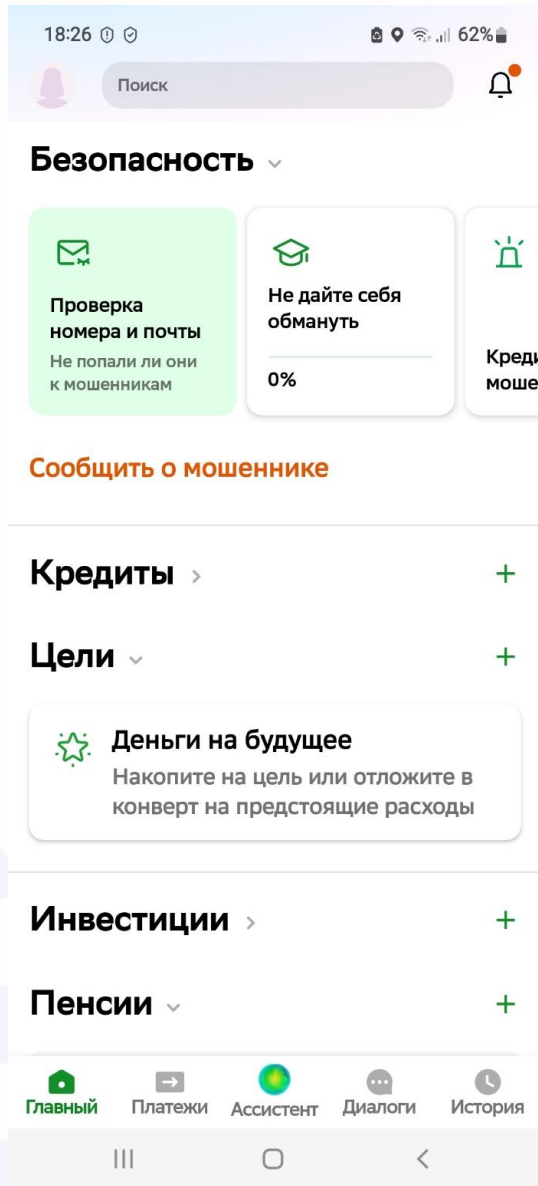 18:26
62%
Поиск
Безопасность
Проверка
номера и почты
Не попали ли они
к мошенникам
Не дайте себя
обмануть
0%
Креди
моше
Сообщить о мошеннике
Кредиты
Цели
Деньги на будущее
Накопите на цель или отложите в
конверт на предстоящие расходы
Инвестиции
Пенсии
Главный
Платежи
Ассистент
Диалоги
История